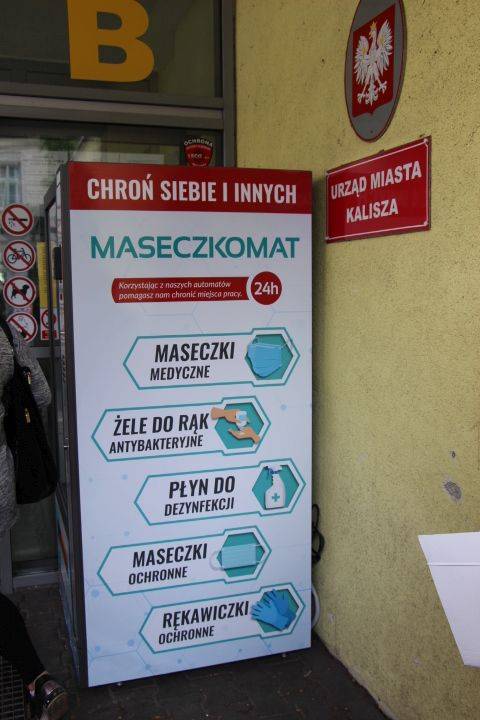 B
OCHRONA
CHROŃ SIEBIE I INNYCH
URZĄD MIASTA
KALISZA
MASECZKOMAT
Korzystając z naszych automatów
pomagasz nam chronić miejsca pracy.
24h
MASECZKI
MEDYCZNE
ŻELE DO RĄK
ANTYBAKTERYJNE
PŁYN DO
DEZYNFEKCJI
MASECZKI
OCHRONNE
RĘKAWICZKI
OCHRONNE